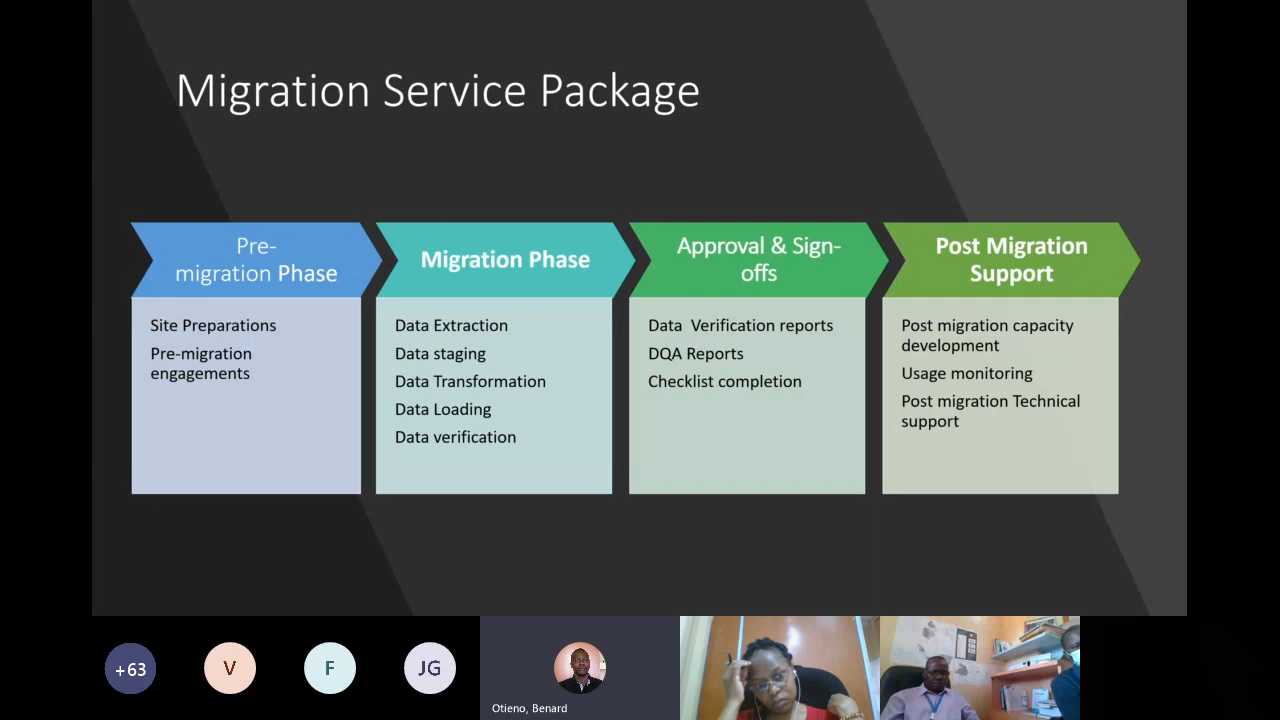 Migration Service Package
Pre-
migration Phase
Site Preparations
Pre-migration
engagements
Migration Phase
Data Extraction
Data staging
Data Transformation
Data Loading
Data verification
Approval & Sign-
offs
Data Verification reports
DQA Reports
Checklist completion
Post Migration
Support
Post migration capacity
development
Usage monitoring
Post migration Technical
support
+63
V
F
JG
Otieno, Benard